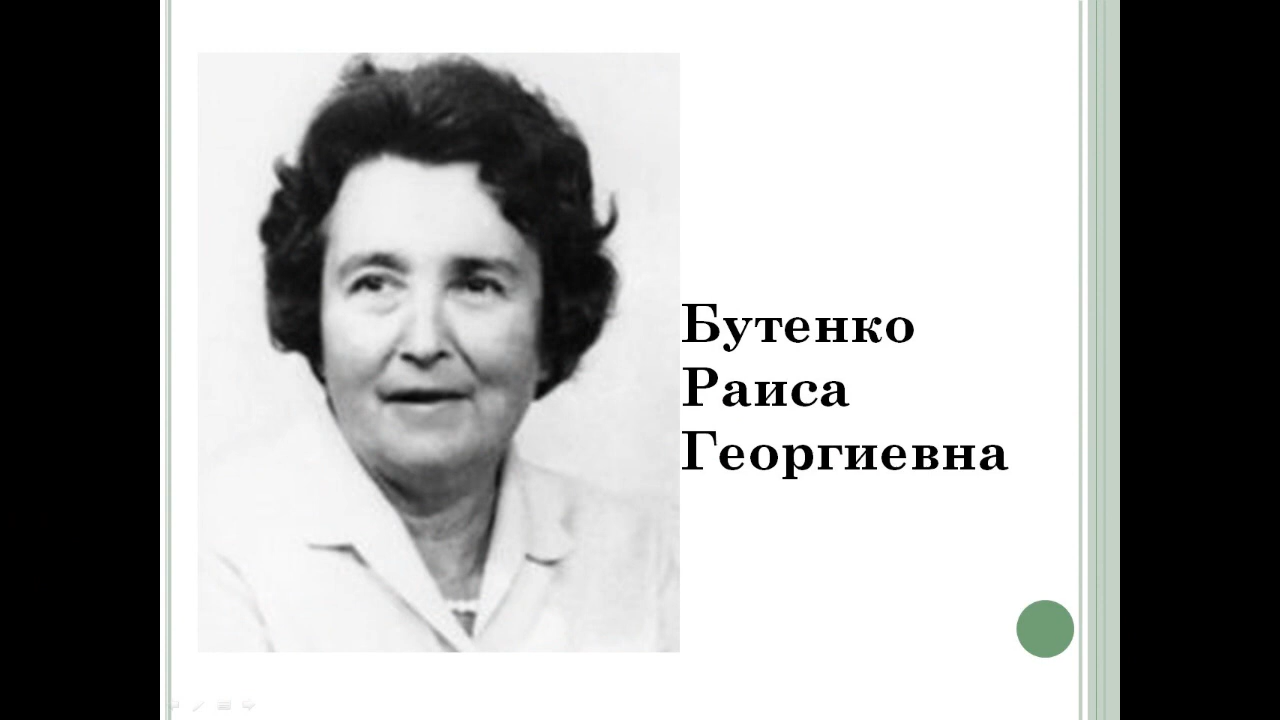 Бутенко
Раиса
Георгиевна